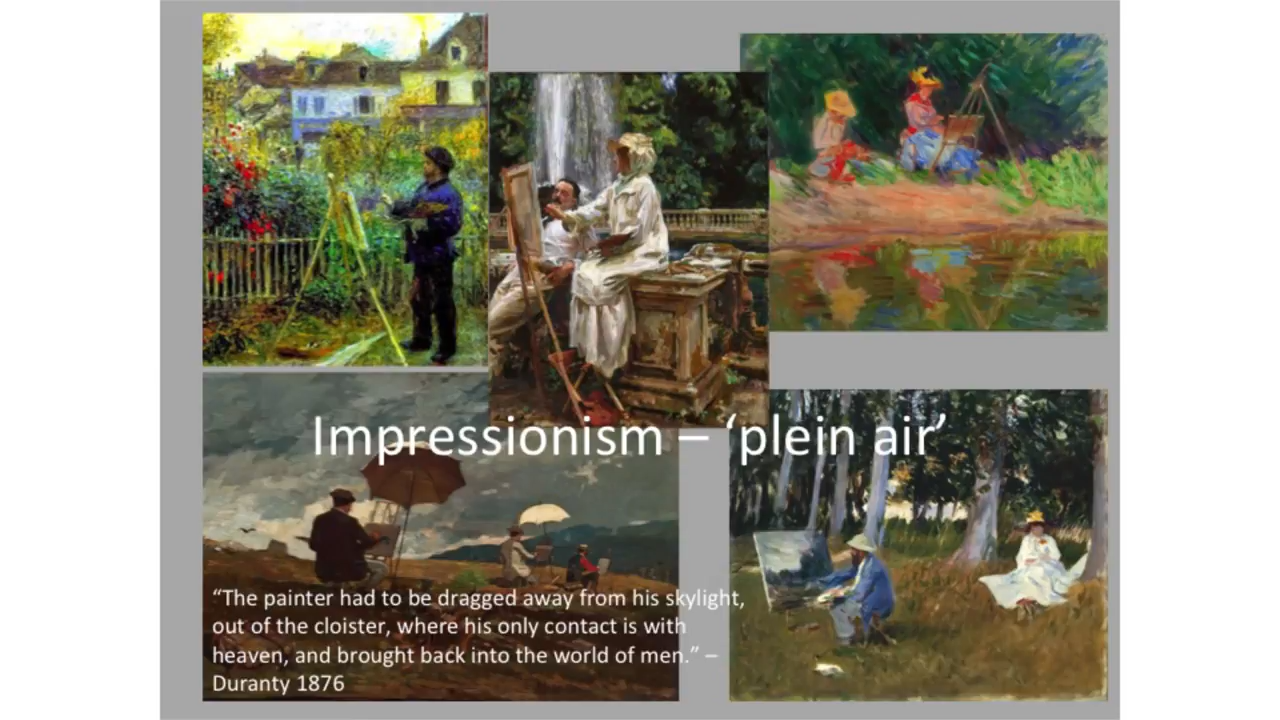 Impressionism – ‘plein air’
“The painter had to be dragged away from his skylight,
out of the cloister, where his only contact is with
heaven, and brought back into the world of men.” –
Duranty 1876